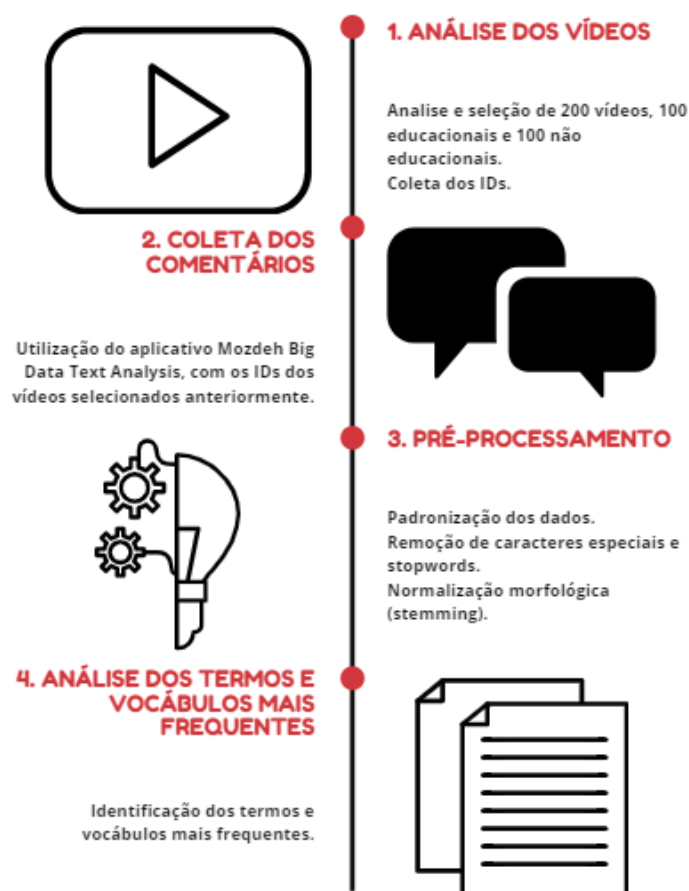 1. ANÁLISE DOS VÍDEOS
Analise e seleção de 200 vídeos, 100
educacionais e 100 não
educacionais.
Coleta dos IDs.
2. COLETA DOS
COMENTÁRIOS
Utilização do aplicativo Mozdeh Big
Data Text Analysis, com os IDs dos
vídeos selecionados anteriormente.
3. PRÉ-PROCESSAMENTO
Padronização dos dados.
Remoção de caracteres especiais e
stopwords.
Normalização morfológica
(stemming).
4. ANÁLISE DOS TERMOS E
VOCÁBULOS MAIS
FREQUENTES
Identificação dos termos e
vocábulos mais frequentes.